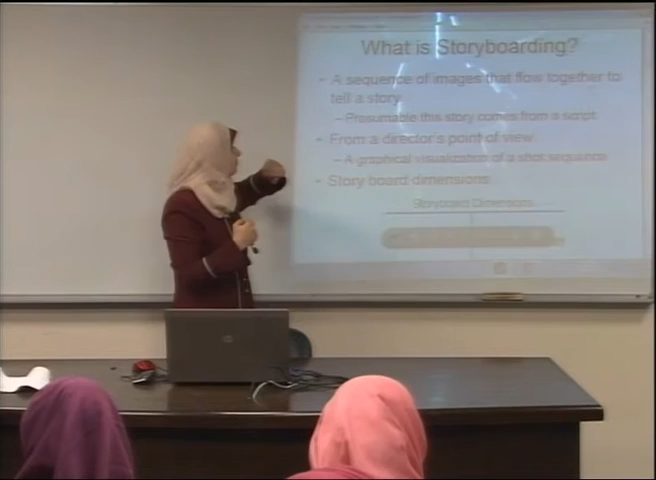 What is Storyboarding?
- A sequence of images that flow together to
tell a story
- Presumable this story comes from a script
- From a director's point of view
- A graphical visualization of a shot sequence
- Story board dimensions
Storyboard Dimensions